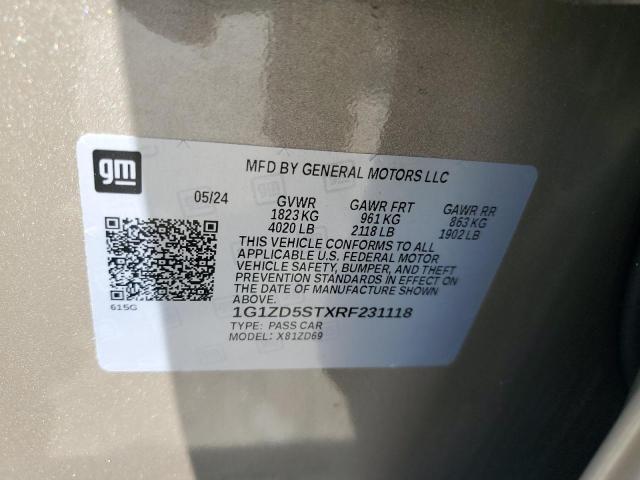 gm
MFD BY GENERAL MOTORS LLC
05/24 GVWR GAWR FRT GAWR RR
1823 KG 961 KG 863 KG
4020 LB 2118 LB 1902 LB
THIS VEHICLE CONFORMS TO ALL
APPLICABLE U.S. FEDERAL MOTOR
VEHICLE SAFETY, BUMPER, AND THEFT
PREVENTION STANDARDS IN EFFECT ON
THE DATE OF MANUFACTURE SHOWN
ABOVE.
615G
1G1ZD5STXRF231118
TYPE: PASS CAR
MODEL: X81ZD69